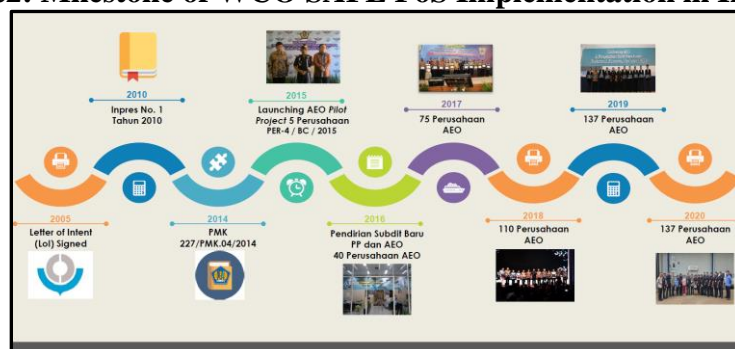 Milestone of WCO SAFE FoS Implementation in
2010
Inpres No. 1
Tahun 2010
2015
Launching AEO Pilot
Project 5 Perusahaan
PER-4 / BC / 2015
2017
75 Perusahaan
AEO
2019
137 Perusahaan
AEO
2005
Letter of Intent
(LoI) Signed
2014
PMK
227/PMK.04/2014
2016
Pendirian Subdit Baru
PP dan AEO
40 Perusahaan AEO
2018
110 Perusahaan
AEO
2020
137 Perusahaan
AEO